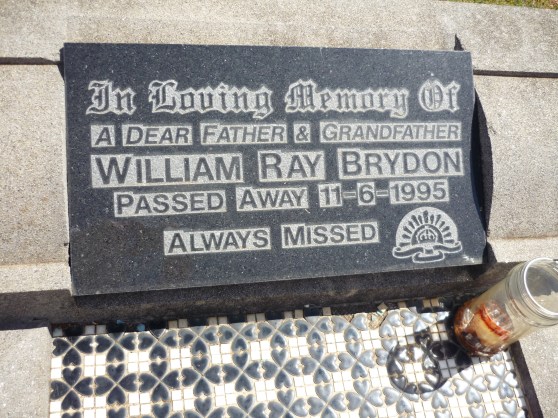 In Loving Memory Of
A DEAR FATHER & GRANDFATHER
WILLIAM RAY BRYDON
PASSED AWAY 11-6-1995
ALWAYS MISSED